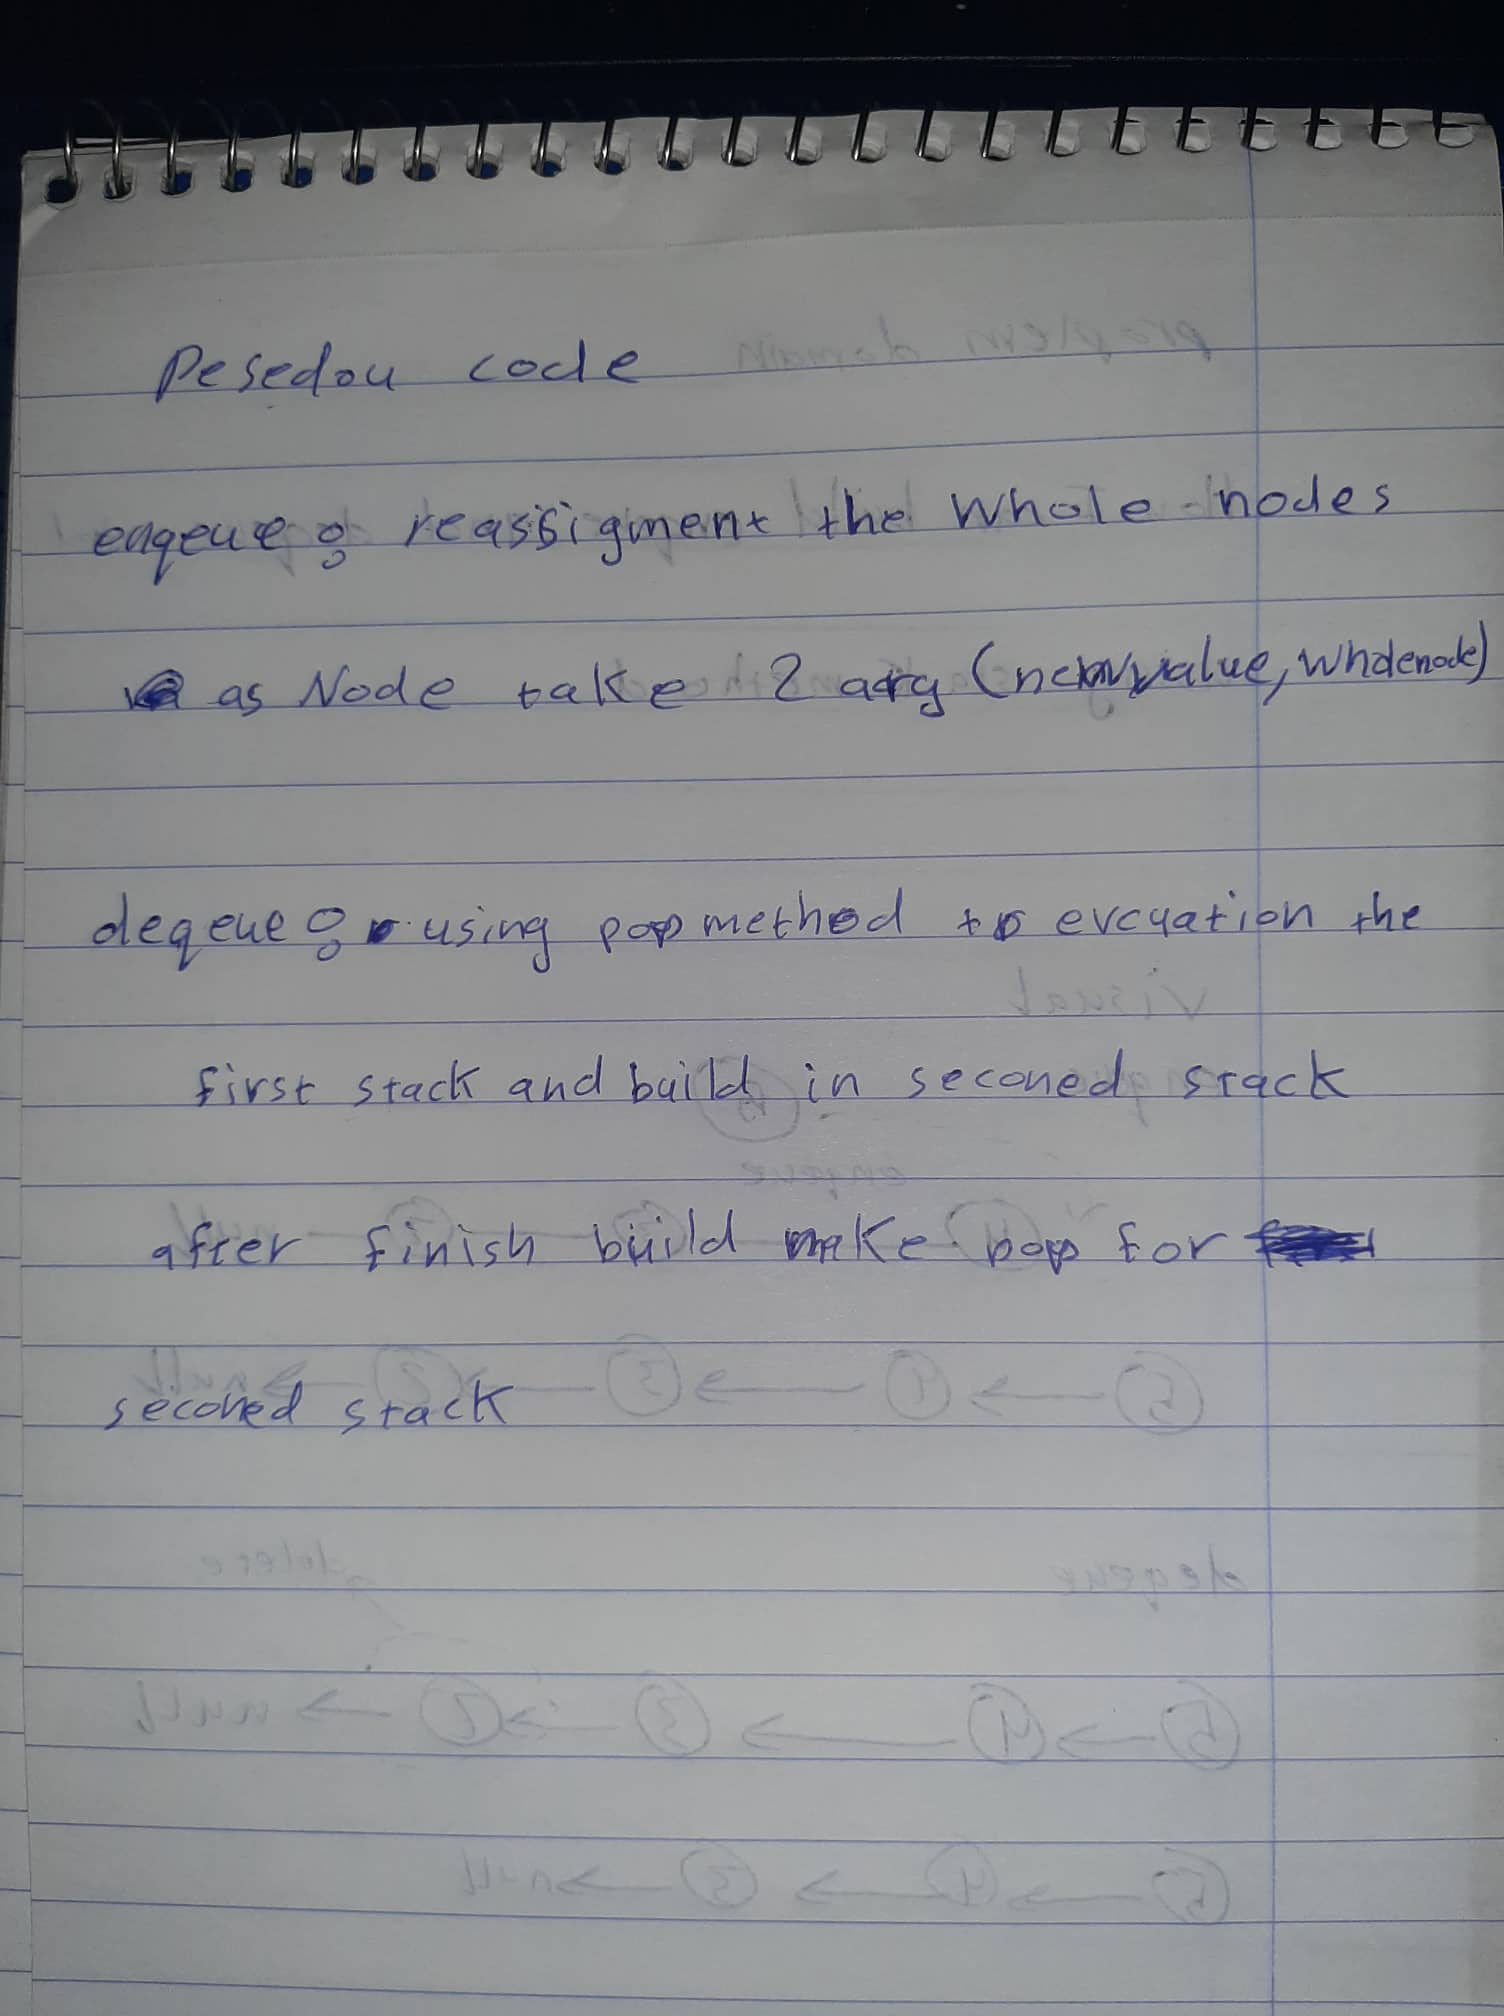 Pesedou code
enqeue : reassigment the whole nodes
as Node take 2 arg (newvalue, wholenode)
deqeue : using pop method to evcuation the
first stack and build in seconed stack
after finish build make pop for
seconed stack